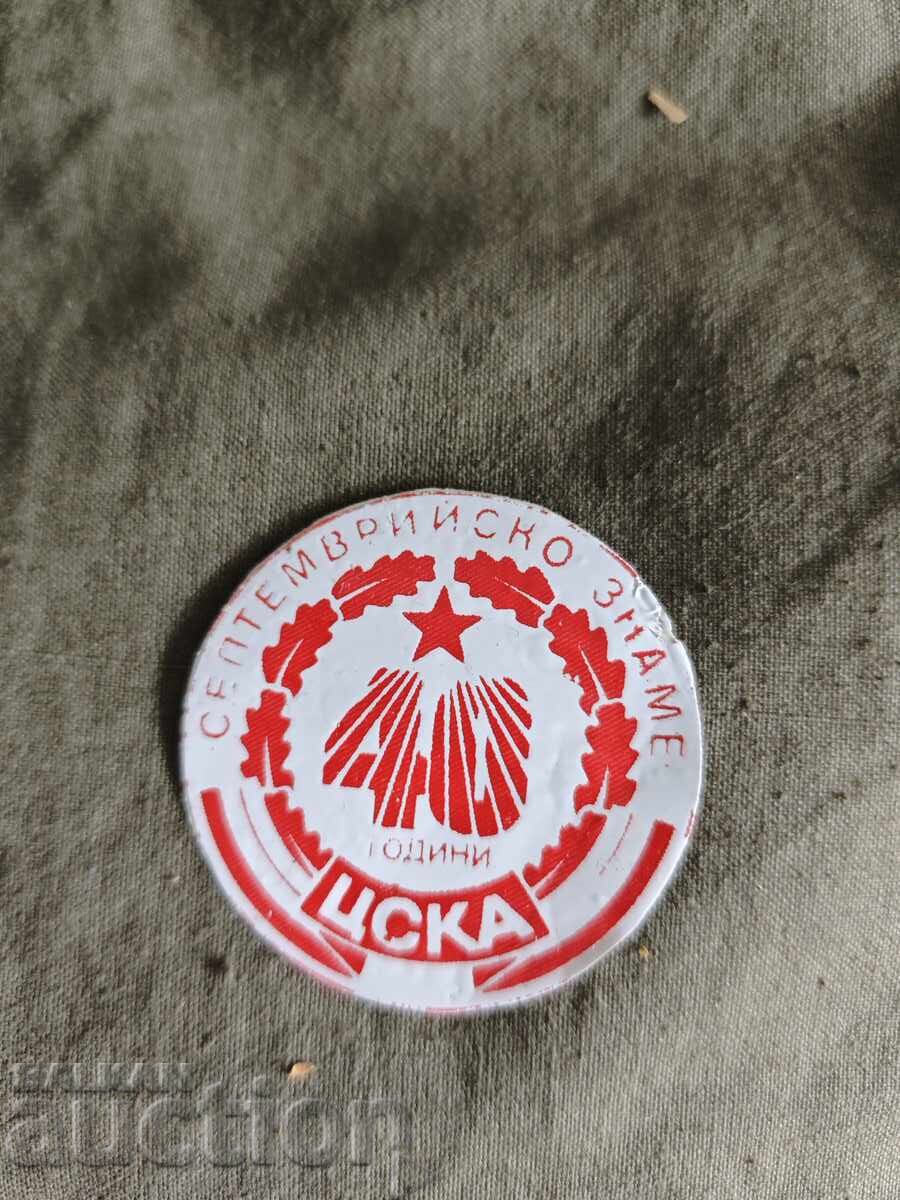 СЕПТЕМВРИЙСКО ЗНАМЕ
40
ГОДИНИ
ЦСКА
BALKAN
auction